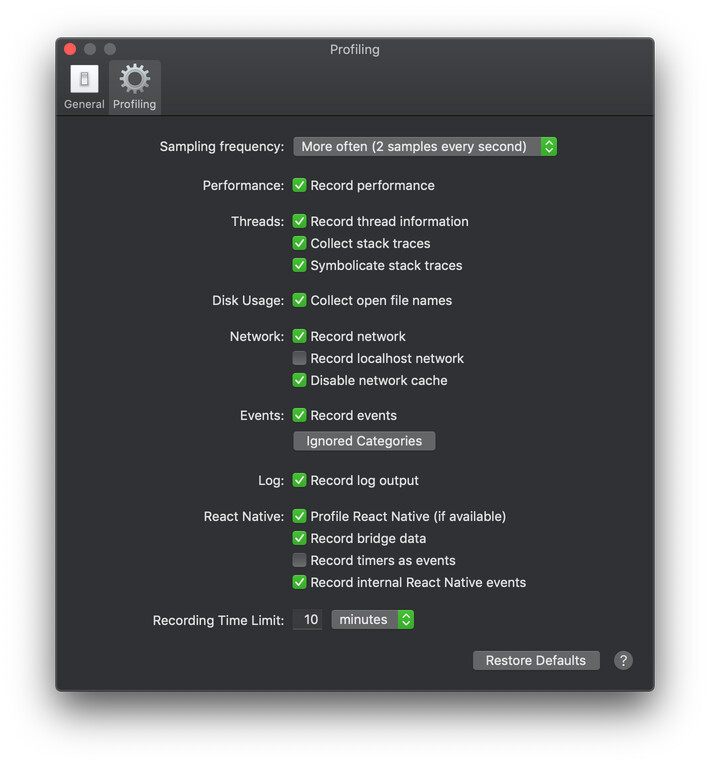 Profiling
General Profiling
Sampling frequency: More often (2 samples every second)
Performance: Record performance
Threads: Record thread information
Collect stack traces
Symbolicate stack traces
Disk Usage: Collect open file names
Network: Record network
Record localhost network
Disable network cache
Events: Record events
Ignored Categories
Log: Record log output
React Native: Profile React Native (if available)
Record bridge data
Record timers as events
Record internal React Native events
Recording Time Limit: 10 minutes
Restore Defaults ?